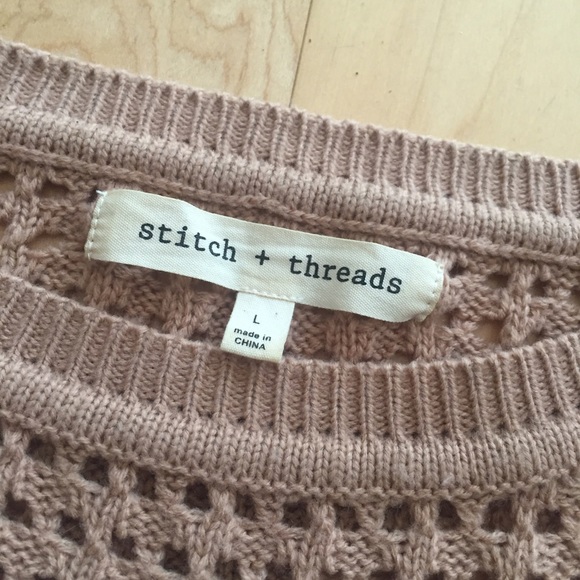 stitch + threads
L
made in
CHINA